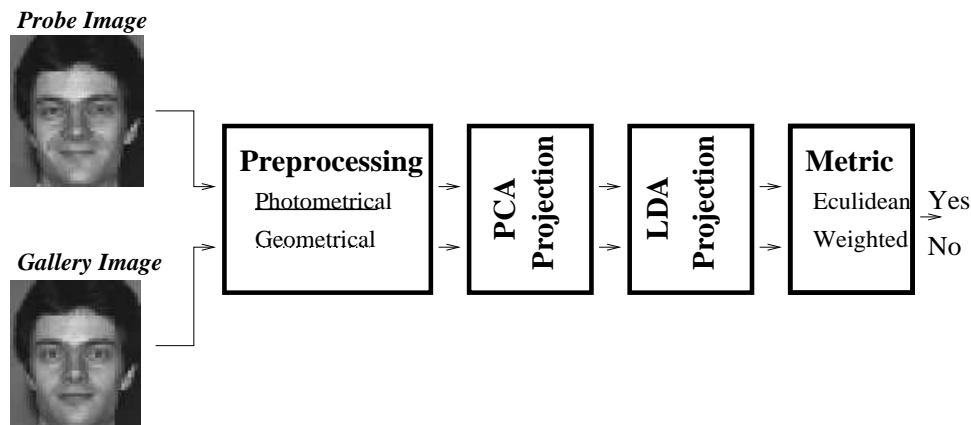 Probe Image
Preprocessing
Photometrical
Geometrical
PCA
Projection
LDA
Projection
Metric
Eculidean
Weighted
Yes
No
Gallery Image